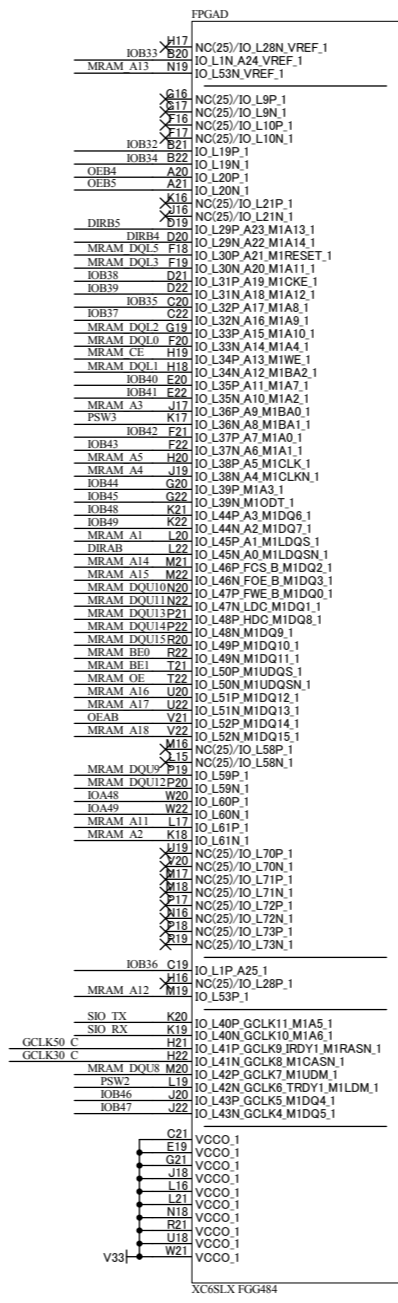 FPGAD
H17 NC(25)/IO_L28N_VREF_1
IOB33 B20 IO_L1N_A24_VREF_1
MRAM_A13 N19 IO_L53N_VREF_1
G16 NC(25)/IO_L9P_1
G17 NC(25)/IO_L9N_1
F16 NC(25)/IO_L10P_1
F17 NC(25)/IO_L10N_1
IOB32 B21 IO_L19P_1
IOB34 B22 IO_L19N_1
OEB4 A20 IO_L20P_1
OEB5 A21 IO_L20N_1
K16 NC(25)/IO_L21P_1
J16 NC(25)/IO_L21N_1
DIRB5 D19 IO_L29P_A23_M1A13_1
DIRB4 D20 IO_L29N_A22_M1A14_1
MRAM_DQL5 F18 IO_L30P_A21_M1RESET_1
MRAM_DQL3 F19 IO_L30N_A20_M1A11_1
IOB38 D21 IO_L31P_A19_M1CKE_1
IOB39 D22 IO_L31N_A18_M1A12_1
IOB35 C20 IO_L32P_A17_M1A8_1
IOB37 C22 IO_L32N_A16_M1A9_1
MRAM_DQL2 G19 IO_L33P_A15_M1A10_1
MRAM_DQL0 F20 IO_L33N_A14_M1A4_1
MRAM_CE H19 IO_L34P_A13_M1WE_1
MRAM_DQL1 H18 IO_L34N_A12_M1BA2_1
IOB40 E20 IO_L35P_A11_M1A7_1
IOB41 E22 IO_L35N_A10_M1A2_1
MRAM_A3 J17 IO_L36P_A9_M1BA0_1
PSW3 K17 IO_L36N_A8_M1BA1_1
IOB42 F21 IO_L37P_A7_M1A0_1
IOB43 F22 IO_L37N_A6_M1A1_1
MRAM_A5 H20 IO_L38P_A5_M1CLK_1
MRAM_A4 J19 IO_L38N_A4_M1CLKN_1
IOB44 G20 IO_L39P_M1A3_1
IOB45 G22 IO_L39N_M1ODT_1
IOB48 K21 IO_L44P_A3_M1DQ6_1
IOB49 K22 IO_L44N_A2_M1DQ7_1
MRAM_A1 L20 IO_L45P_A1_M1LDQS_1
DIRAB L22 IO_L45N_A0_M1LDQSN_1
MRAM_A14 M21 IO_L46P_FCS_B_M1DQ2_1
MRAM_A15 M22 IO_L46N_FOE_B_M1DQ3_1
MRAM_DQU10 N20 IO_L47P_FWE_B_M1DQ0_1
MRAM_DQU11 N22 IO_L47N_LDC_M1DQ1_1
MRAM_DQU13 P21 IO_L48P_HDC_M1DQ8_1
MRAM_DQU14 P22 IO_L48N_M1DQ9_1
MRAM_DQU15 R20 IO_L49P_M1DQ10_1
MRAM_BE0 R22 IO_L49N_M1DQ11_1
MRAM_BE1 T21 IO_L50P_M1UDQS_1
MRAM_OE T22 IO_L50N_M1UDQSN_1
MRAM_A16 U20 IO_L51P_M1DQ12_1
MRAM_A17 U22 IO_L51N_M1DQ13_1
OEAB V21 IO_L52P_M1DQ14_1
MRAM_A18 V22 IO_L52N_M1DQ15_1
M16 NC(25)/IO_L58P_1
L15 NC(25)/IO_L58N_1
MRAM_DQU9 P19 IO_L59P_1
MRAM_DQU12 P20 IO_L59N_1
IOA48 W20 IO_L60P_1
IOA49 W22 IO_L60N_1
MRAM_A11 L17 IO_L61P_1
MRAM_A2 K18 IO_L61N_1
U19 NC(25)/IO_L70P_1
V20 NC(25)/IO_L70N_1
M17 NC(25)/IO_L71P_1
M18 NC(25)/IO_L71N_1
P17 NC(25)/IO_L72P_1
N16 NC(25)/IO_L72N_1
P18 NC(25)/IO_L73P_1
R19 NC(25)/IO_L73N_1
IOB36 C19 IO_L1P_A25_1
H16 NC(25)/IO_L28P_1
MRAM_A12 M19 IO_L53P_1
SIO_TX K20 IO_L40P_GCLK11_M1A5_1
SIO_RX K19 IO_L40N_GCLK10_M1A6_1
GCLK50_C H21 IO_L41P_GCLK9_IRDY1_M1RASN_1
GCLK30_C H22 IO_L41N_GCLK8_M1CASN_1
MRAM_DQU8 M20 IO_L42P_GCLK7_M1UDM_1
PSW2 L19 IO_L42N_GCLK6_TRDY1_M1LDM_1
IOB46 J20 IO_L43P_GCLK5_M1DQ4_1
IOB47 J22 IO_L43N_GCLK4_M1DQ5_1
C21 VCCO_1
E19 VCCO_1
G21 VCCO_1
J18 VCCO_1
L16 VCCO_1
L21 VCCO_1
N18 VCCO_1
R21 VCCO_1
U18 VCCO_1
V33 W21 VCCO_1
XC6SLX FGG484